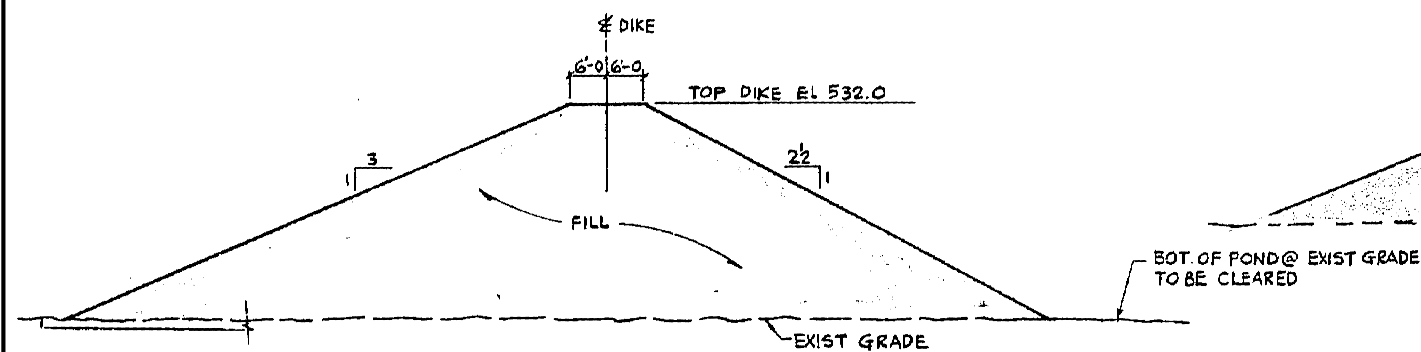 ℄ DIKE
6'-0 6'-0
TOP DIKE EL 532.0
3
1
2½
1
FILL
BOT. OF POND @ EXIST GRADE
TO BE CLEARED
EXIST GRADE